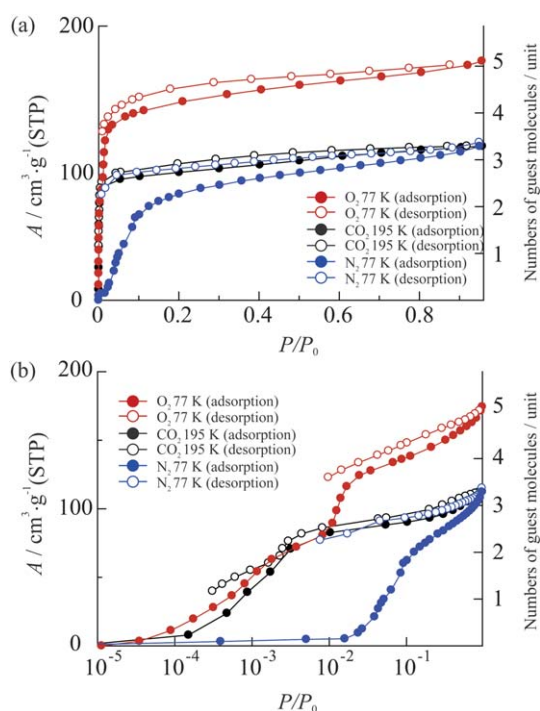 (a)
200
100
0
A / cm³·g⁻¹(STP)
5
4
3
2
1
Numbers of guest molecules / unit
O₂ 77 K (adsorption)
O₂ 77 K (desorption)
CO₂ 195 K (adsorption)
CO₂ 195 K (desorption)
N₂ 77 K (adsorption)
N₂ 77 K (desorption)
0 0.2 0.4 0.6 0.8
P/P₀
(b)
200
100
0
A / cm³·g⁻¹(STP)
O₂ 77 K (adsorption)
O₂ 77 K (desorption)
CO₂ 195 K (adsorption)
CO₂ 195 K (desorption)
N₂ 77 K (adsorption)
N₂ 77 K (desorption)
5
4
3
2
1
Numbers of guest molecules / unit
10⁻⁵ 10⁻⁴ 10⁻³ 10⁻² 10⁻¹
P/P₀